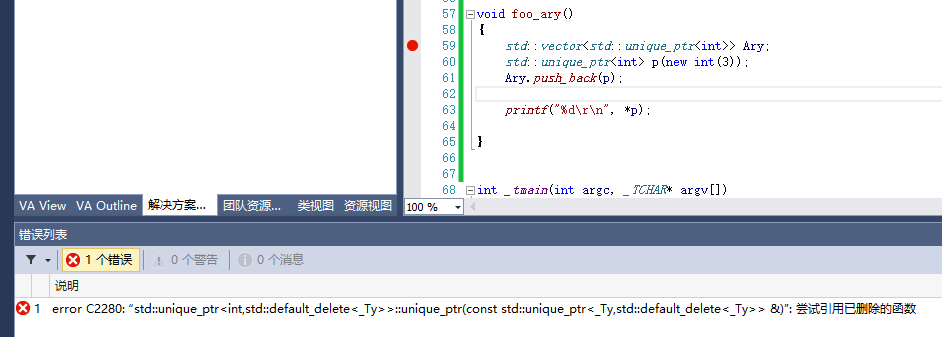 56
57 void foo_ary()
58 {
59 std::vector<std::unique_ptr<int>> Ary;
60 std::unique_ptr<int> p(new int(3));
61 Ary.push_back(p);
62
63 printf("%d\r\n", *p);
64
65 }
66
67
68 int _tmain(int argc, _TCHAR* argv[])
VA View VA Outline 解决方案... 团队资源... 类视图 资源视图 100 %
错误列表
1 个错误 0 个警告 0 个消息
说明
1 error C2280: “std::unique_ptr<int,std::default_delete<_Ty>>::unique_ptr(const std::unique_ptr<_Ty,std::default_delete<_Ty>> &)”: 尝试引用已删除的函数